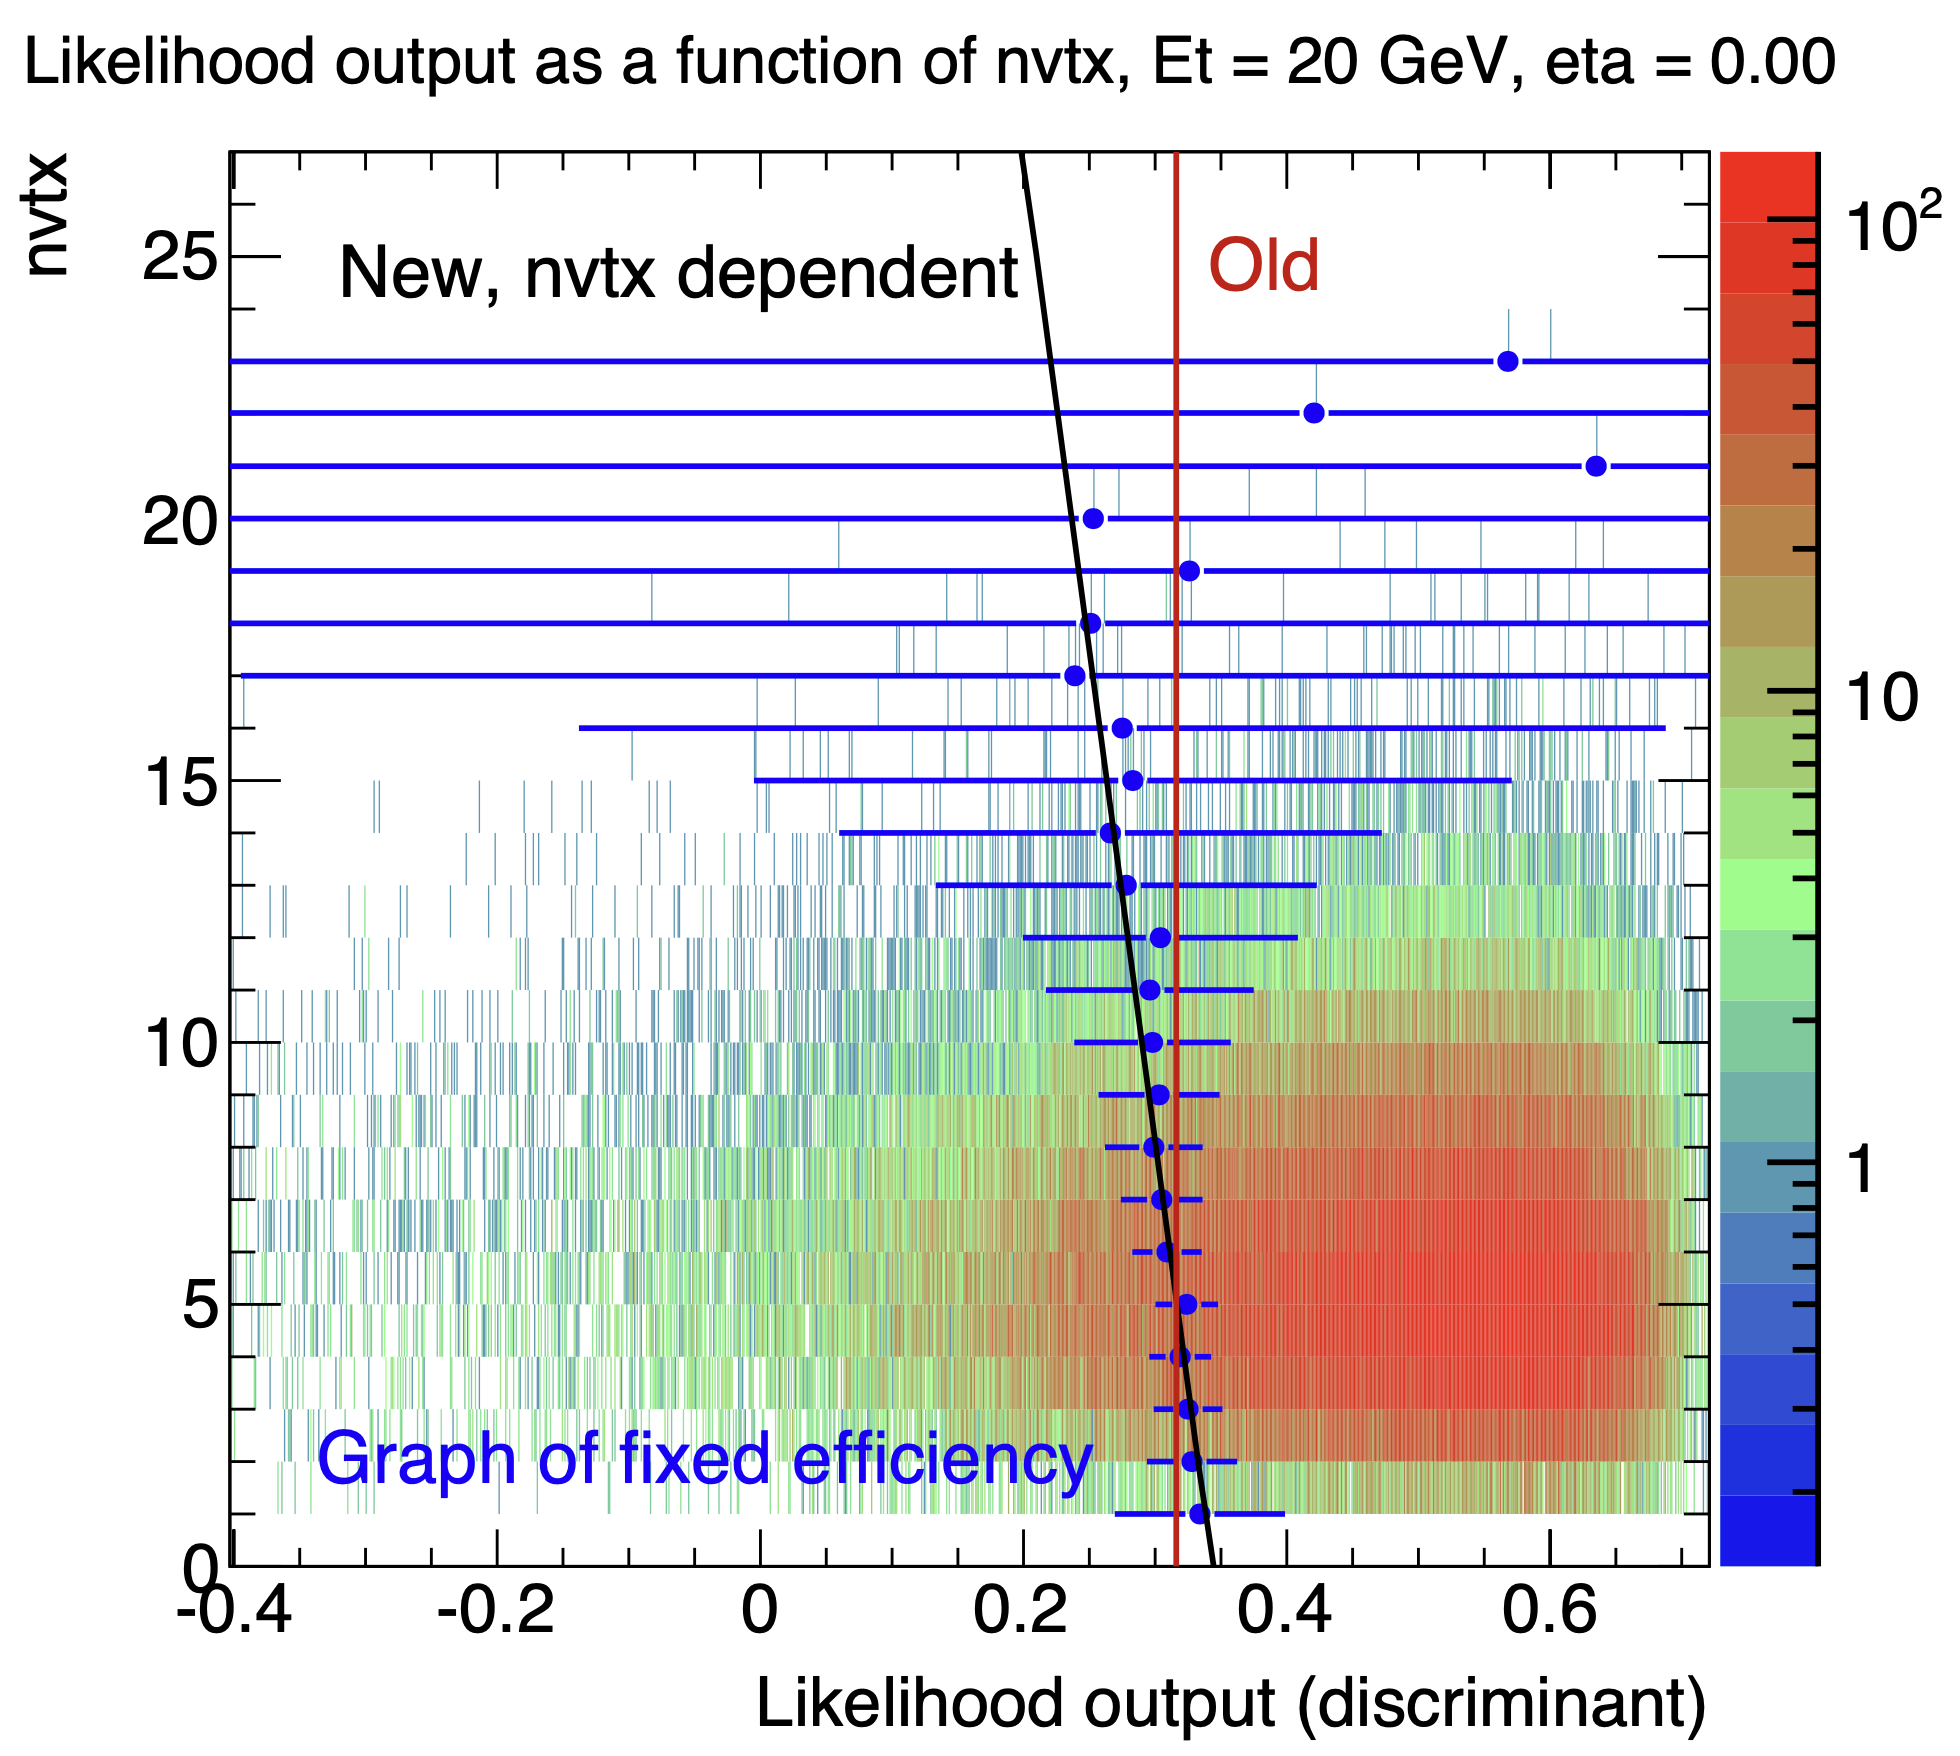 Likelihood output as a function of nvtx, Et = 20 GeV, eta = 0.00
nvtx
New, nvtx dependent
Old
Graph of fixed efficiency
25
20
15
10
5
0
-0.4 -0.2 0 0.2 0.4 0.6
Likelihood output (discriminant)
10²
10
1